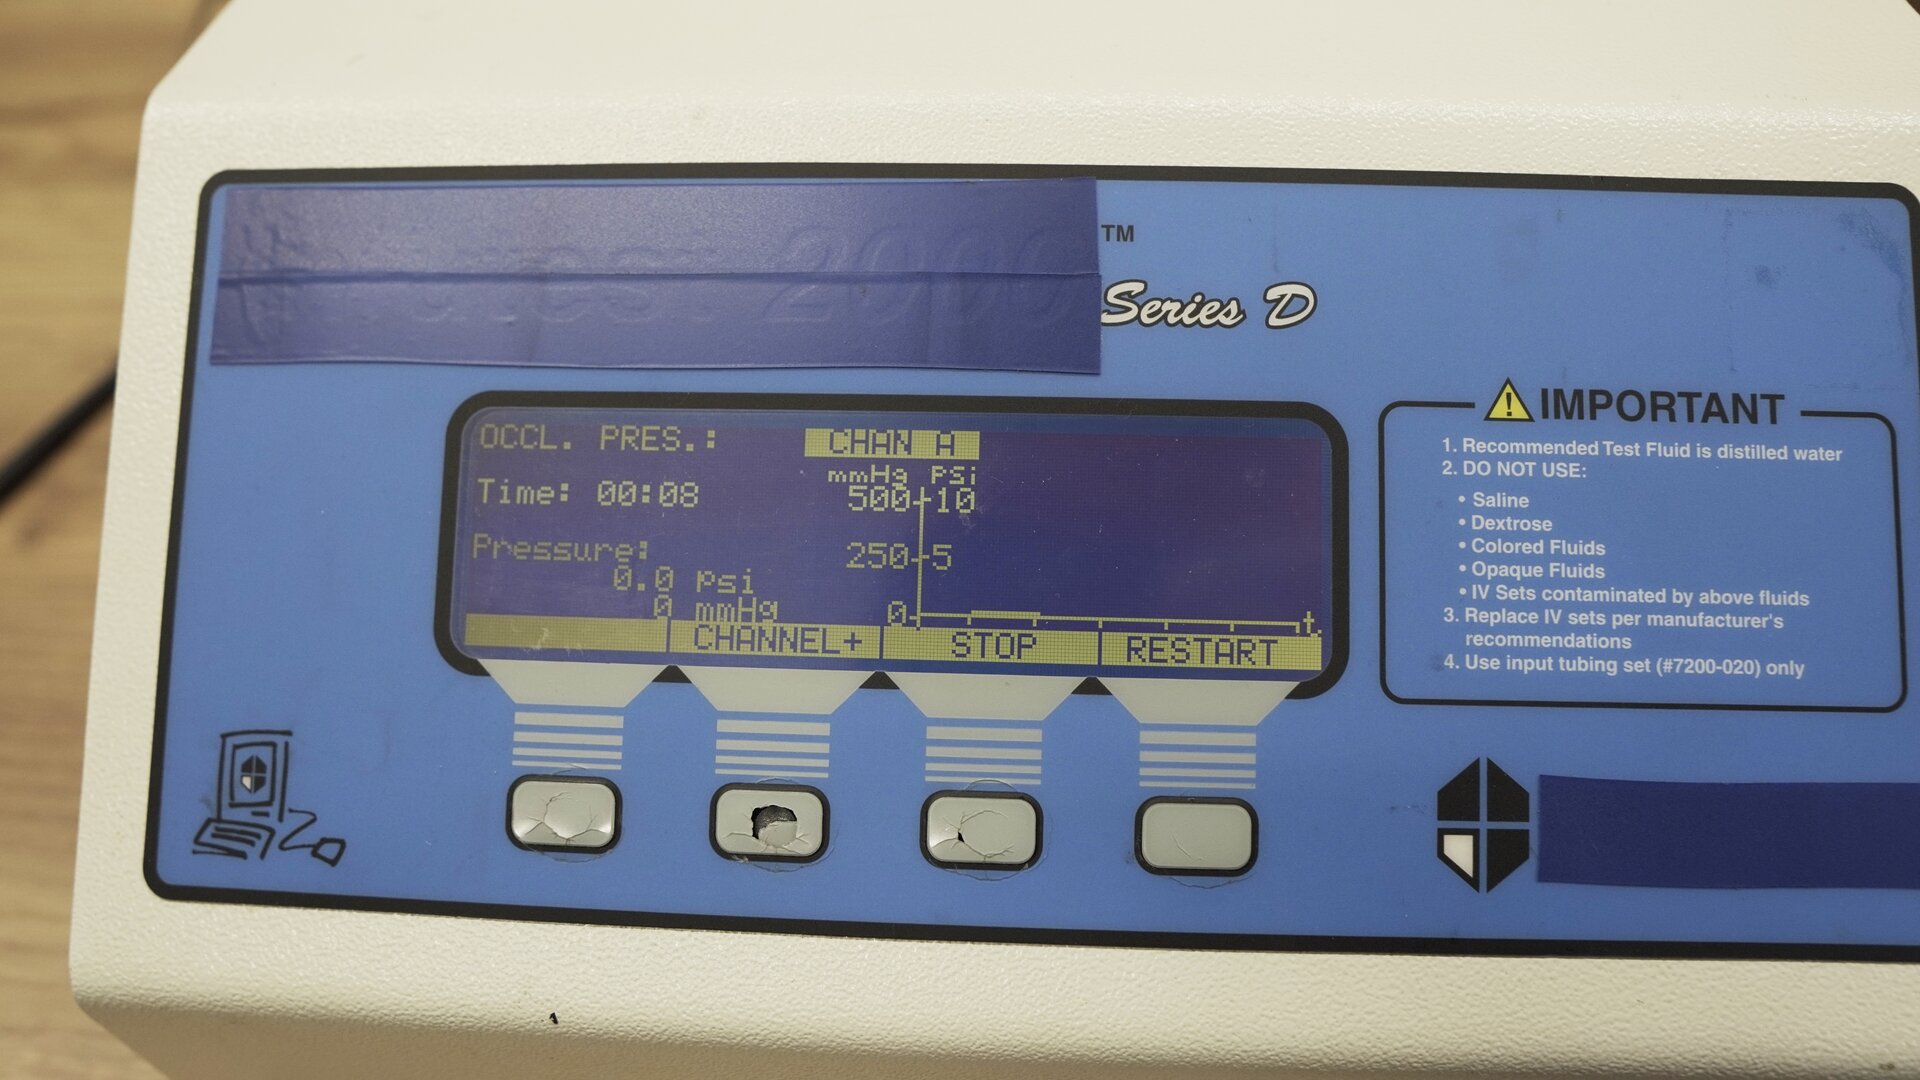 TM
Series D
OCCL. PRES.:
CHAN A
mmHg psi
Time: 00:08
500 10
Pressure:
250 5
0.0 psi
0 mmHg
0
t
CHANNEL+
STOP
RESTART
IMPORTANT
1. Recommended Test Fluid is distilled water
2. DO NOT USE:
• Saline
• Dextrose
• Colored Fluids
• Opaque Fluids
• IV Sets contaminated by above fluids
3. Replace IV sets per manufacturer's
recommendations
4. Use input tubing set (#7200-020) only